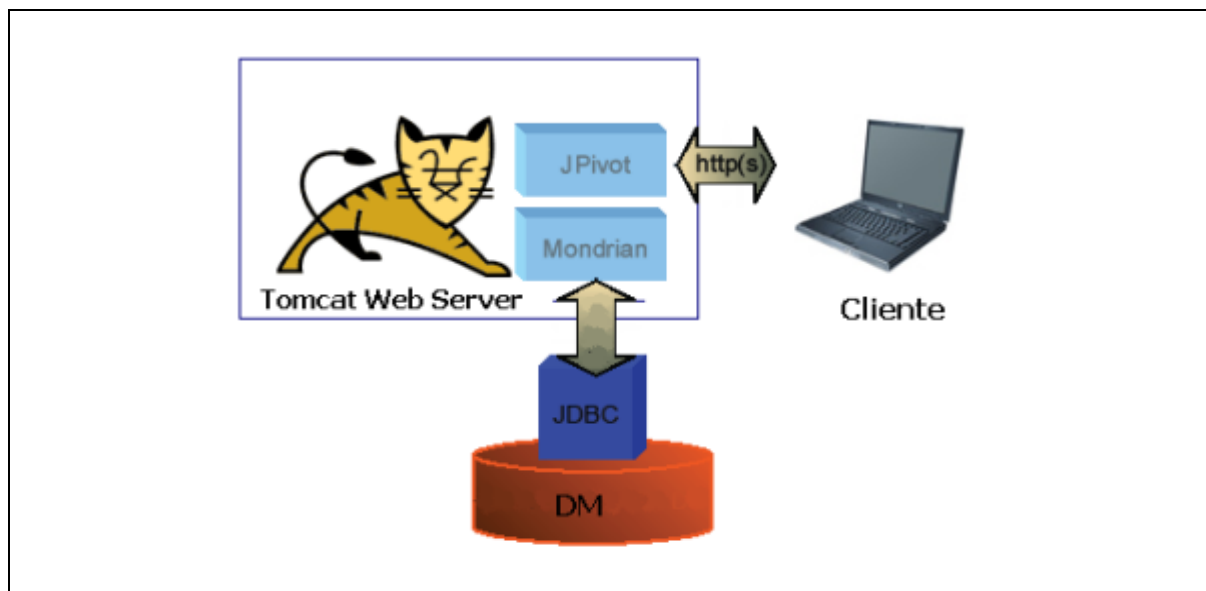 JPivot
http(s)
Mondrian
Tomcat Web Server
Cliente
JDBC
DM